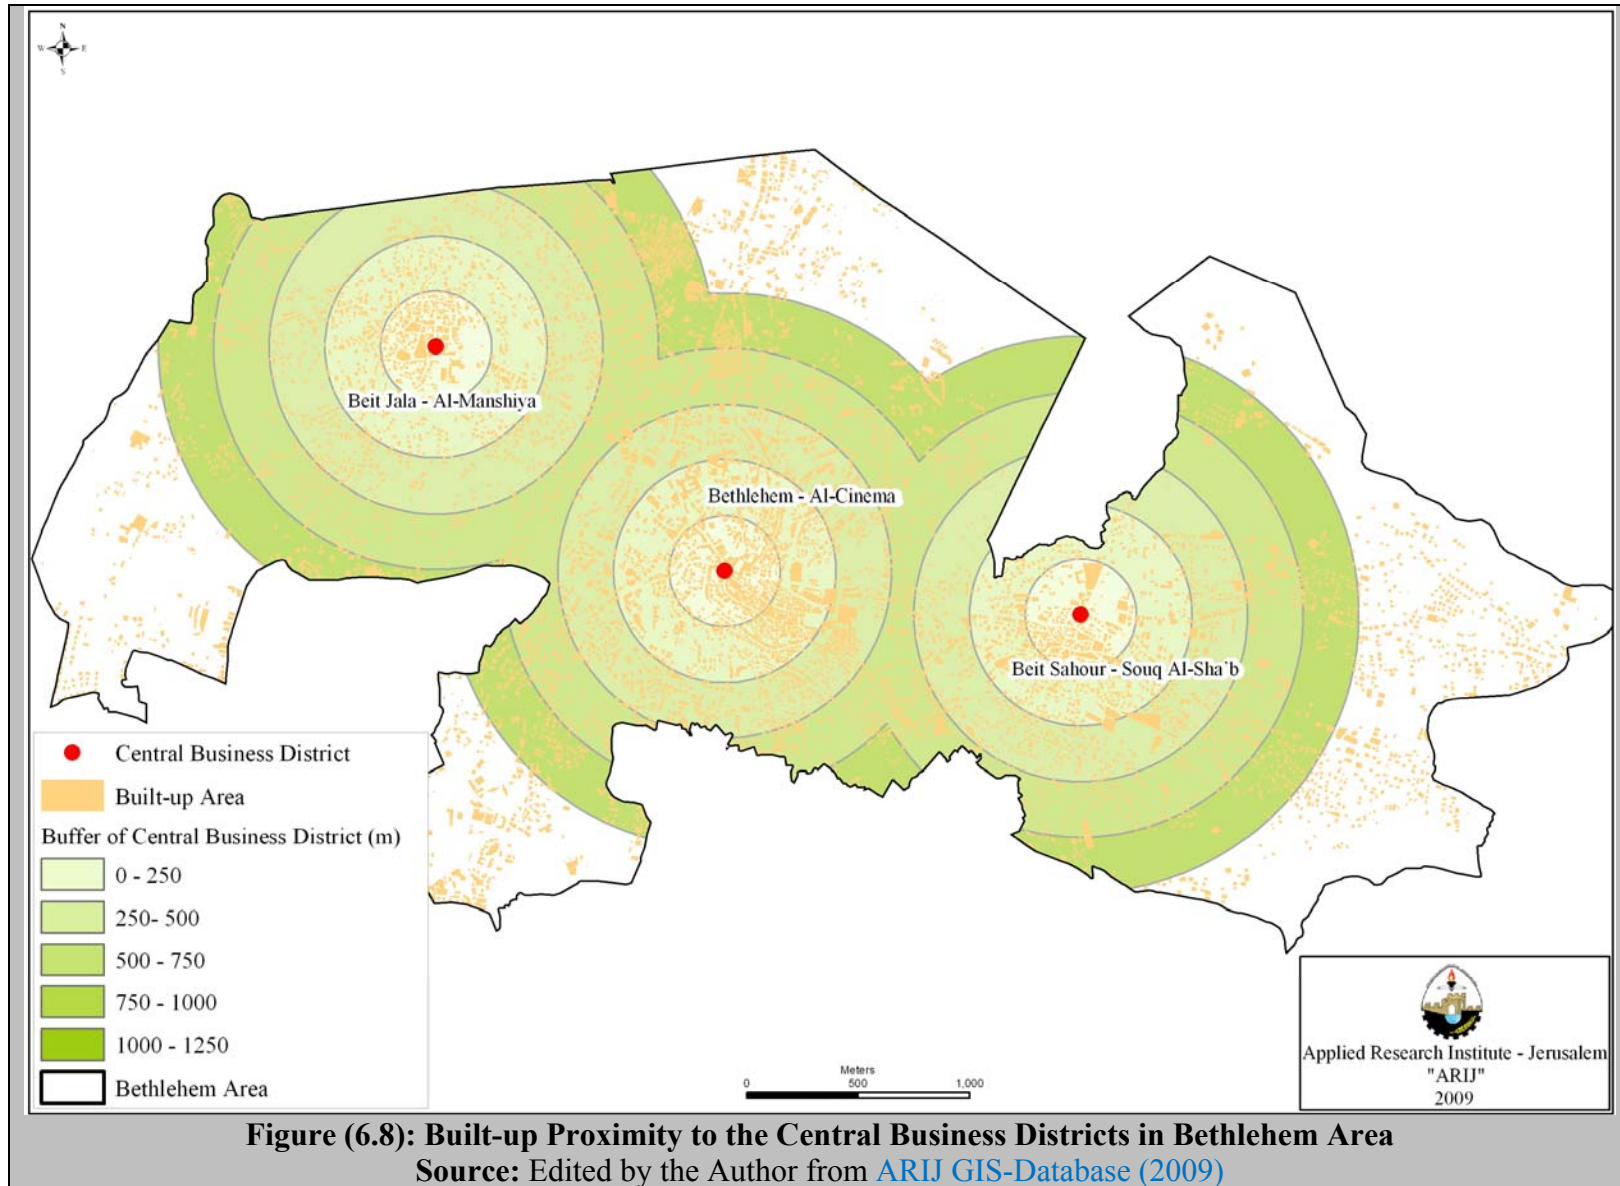 N
W E
S
Beit Jala - Al-Manshiya
Bethlehem - Al-Cinema
Beit Sahour - Souq Al-Sha`b
Central Business District
Built-up Area
Buffer of Central Business District (m)
0 - 250
250- 500
500 - 750
750 - 1000
1000 - 1250
Bethlehem Area
Meters
0 500 1,000
Applied Research Institute - Jerusalem
"ARIJ"
2009
Figure (6.8): Built-up Proximity to the Central Business Districts in Bethlehem Area
Source: Edited by the Author from ARIJ GIS-Database (2009)